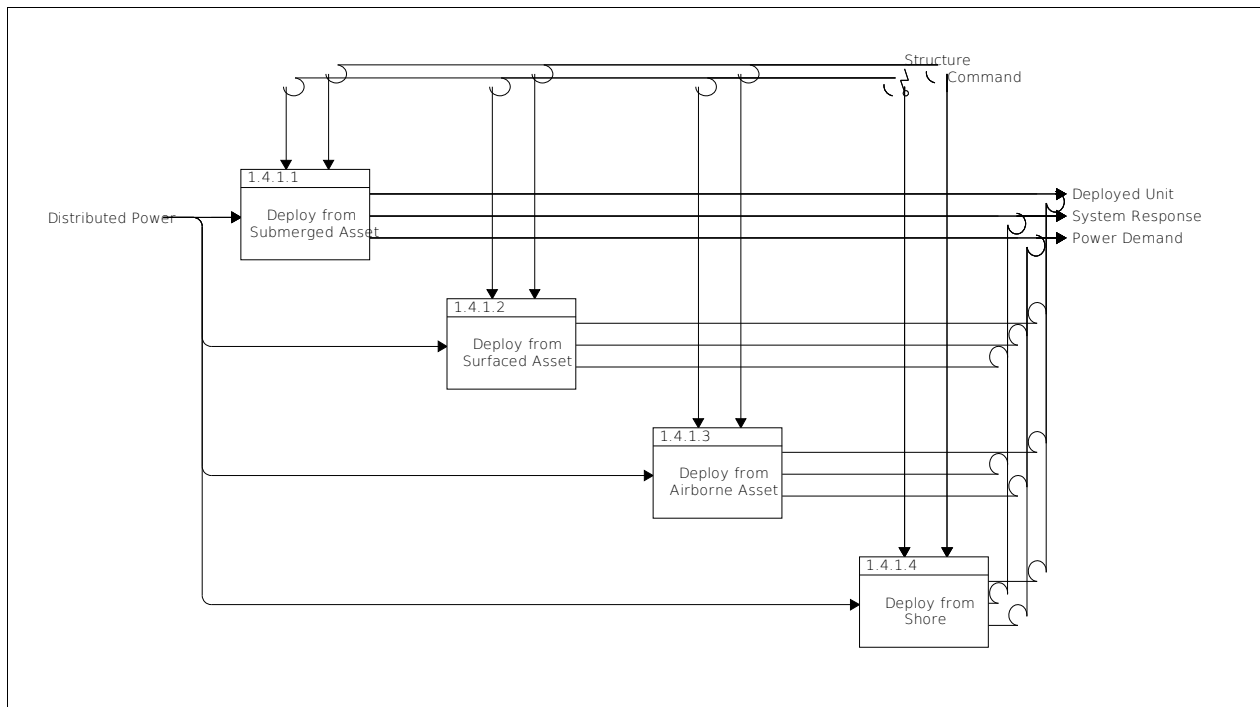 Structure
Command
1.4.1.1
Deploy from
Submerged Asset
Distributed Power
Deployed Unit
System Response
Power Demand
1.4.1.2
Deploy from
Surfaced Asset
1.4.1.3
Deploy from
Airborne Asset
1.4.1.4
Deploy from
Shore